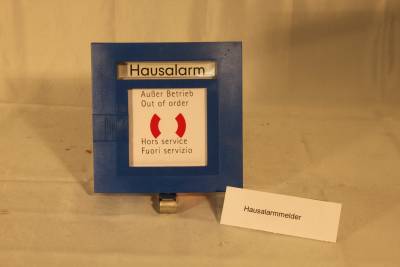 Hausalarm
Außer Betrieb
Out of order
Hors service
Fuori servizio
Hausalarmmelder